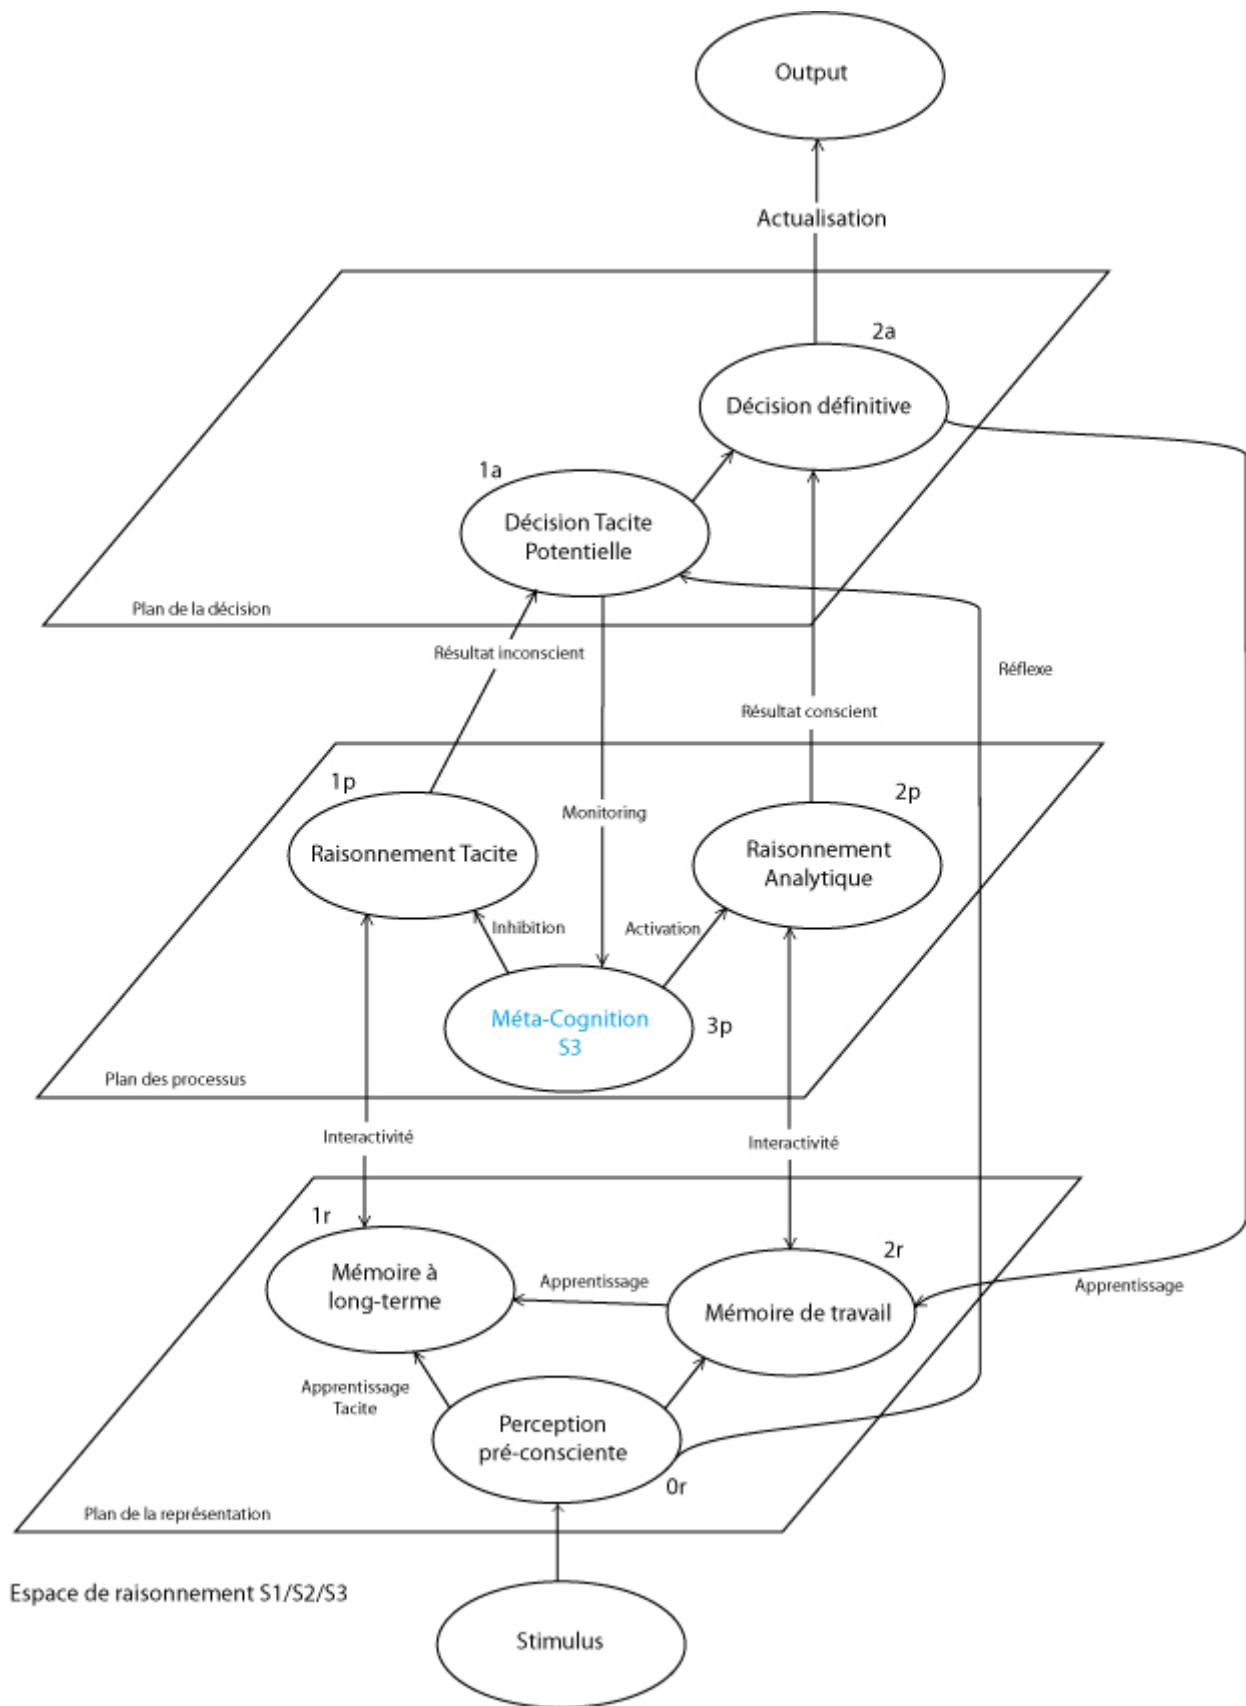 Output
Actualisation
2a
Décision définitive
1a
Décision Tacite
Potentielle
Plan de la décision
Résultat inconscient
Réflexe
Résultat conscient
1p
2p
Monitoring
Raisonnement Tacite
Raisonnement
Analytique
Inhibition
Activation
Méta-Cognition
S3
3p
Plan des processus
Interactivité
Interactivité
1r
2r
Mémoire à
long-terme
Apprentissage
Mémoire de travail
Apprentissage
Apprentissage
Tacite
Perception
pré-consciente
0r
Plan de la représentation
Espace de raisonnement S1/S2/S3
Stimulus